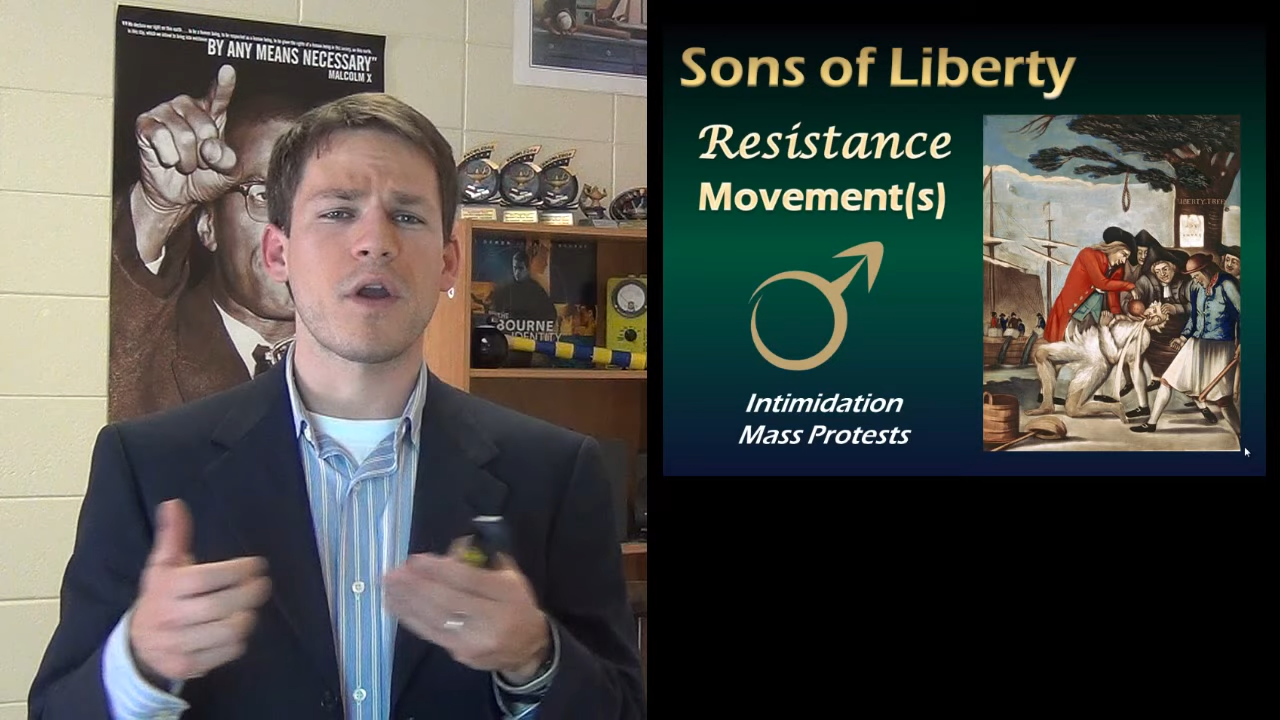 BY ANY MEANS NECESSARY"
MALCOLM X
THE
BOURNE
IDENTITY
Sons of Liberty
Resistance
Movement(s)
LIBERTY TREE
Intimidation
Mass Protests